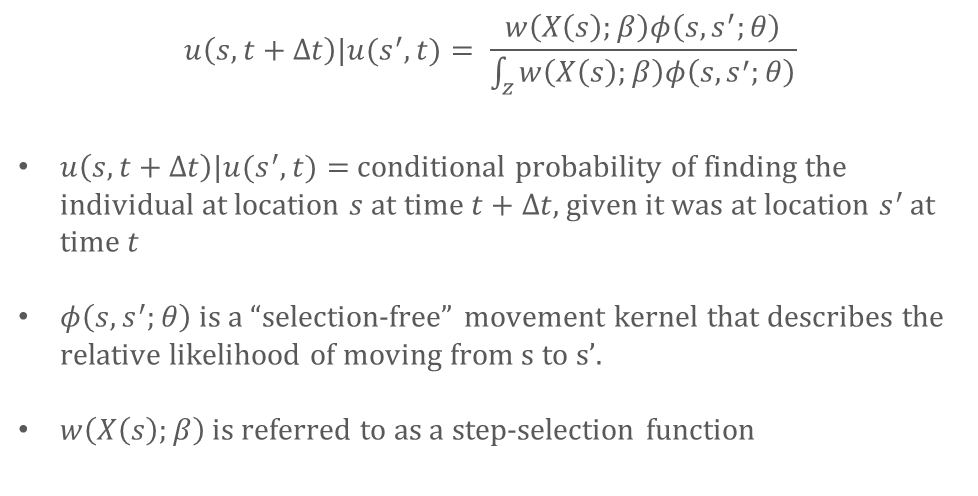 u(s, t + Δt)|u(s′, t) = w(X(s); β)ϕ(s, s′; θ) / ∫_z w(X(s); β)ϕ(s, s′; θ)
• u(s, t + Δt)|u(s′, t) = conditional probability of finding the
individual at location s at time t + Δt, given it was at location s′ at
time t
• ϕ(s, s′; θ) is a “selection-free” movement kernel that describes the
relative likelihood of moving from s to s’.
• w(X(s); β) is referred to as a step-selection function